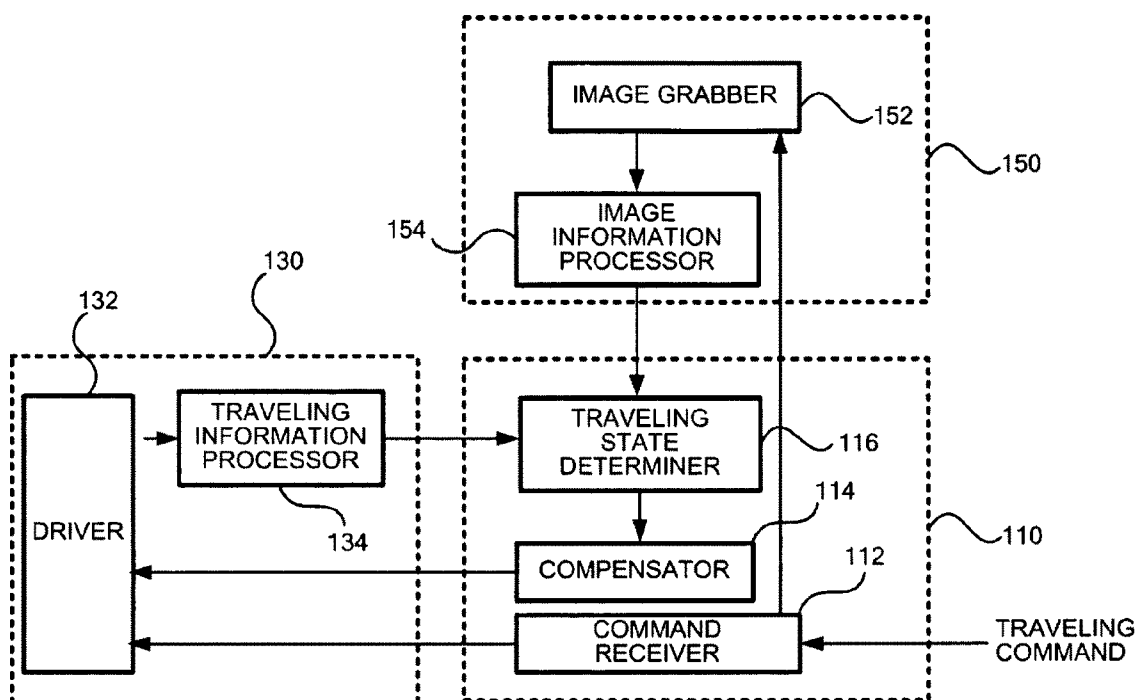 IMAGE GRABBER
152
150
IMAGE
INFORMATION
PROCESSOR
154
130
132
TRAVELING
INFORMATION
PROCESSOR
134
DRIVER
TRAVELING
STATE
DETERMINER
116
114
COMPENSATOR
110
112
COMMAND
RECEIVER
TRAVELING
COMMAND